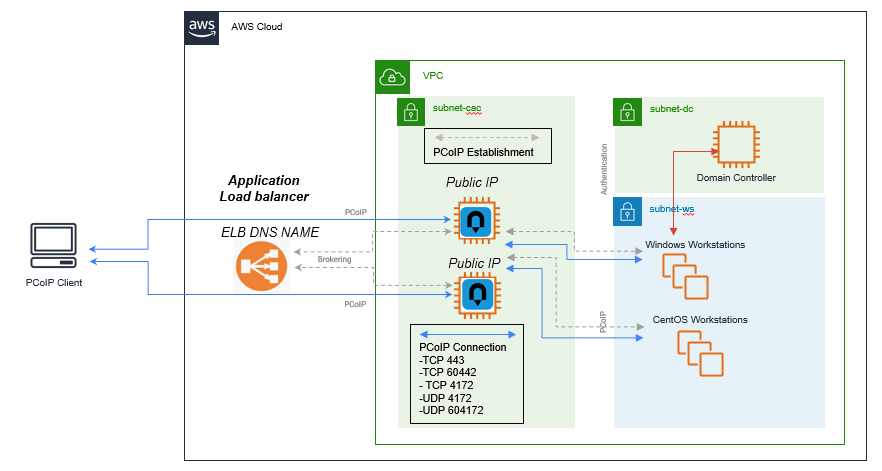 aws
AWS Cloud
VPC
subnet-cac
subnet-dc
PCoIP Establishment
Authentication
Domain Controller
Application
Load balancer
Public IP
subnet-ws
PCoIP
ELB DNS NAME
Windows Workstations
Brokering
Public IP
PCoIP Client
PCoIP
PCoIP
CentOS Workstations
PCoIP Connection
-TCP 443
-TCP 60442
- TCP 4172
-UDP 4172
-UDP 604172